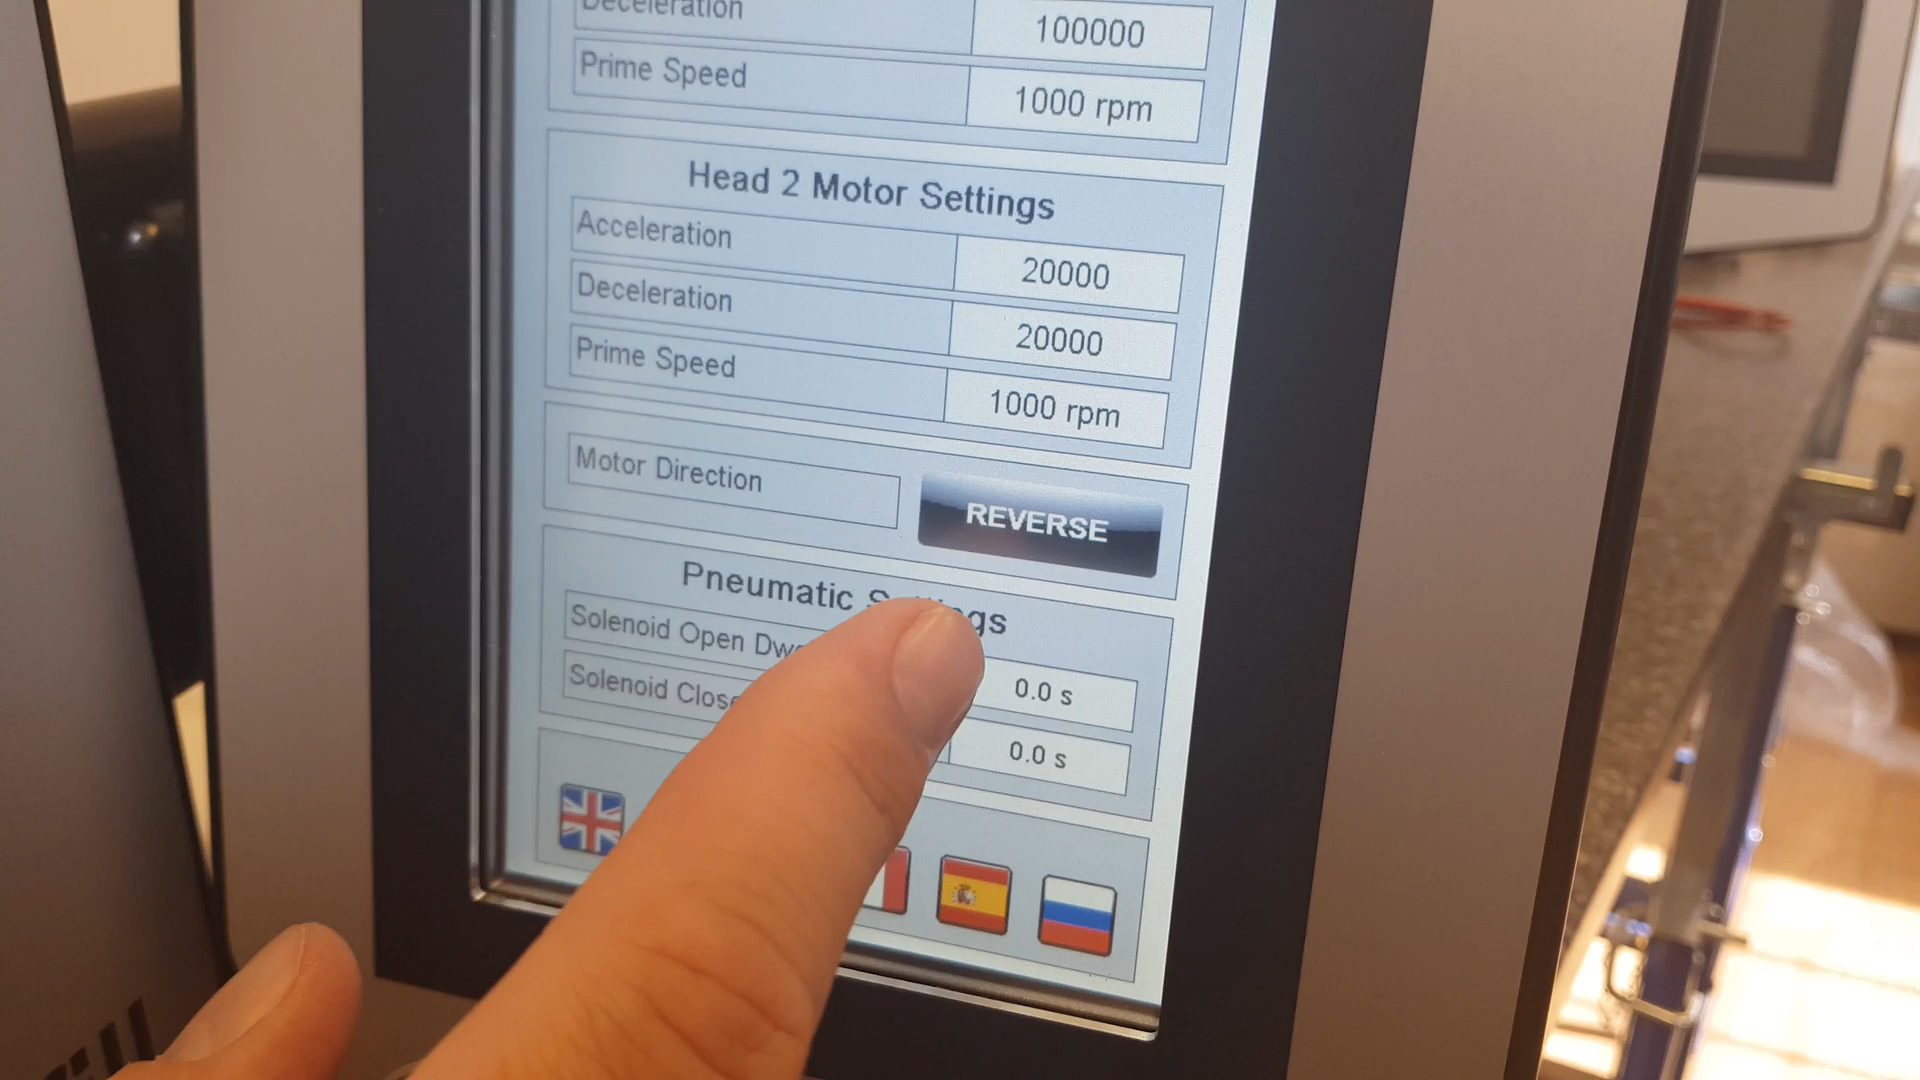 Deceleration 100000
Prime Speed 1000 rpm
Head 2 Motor Settings
Acceleration 20000
Deceleration 20000
Prime Speed 1000 rpm
Motor Direction REVERSE
Pneumatic
Solenoid Open 0.0 s
Solenoid 0.0 s